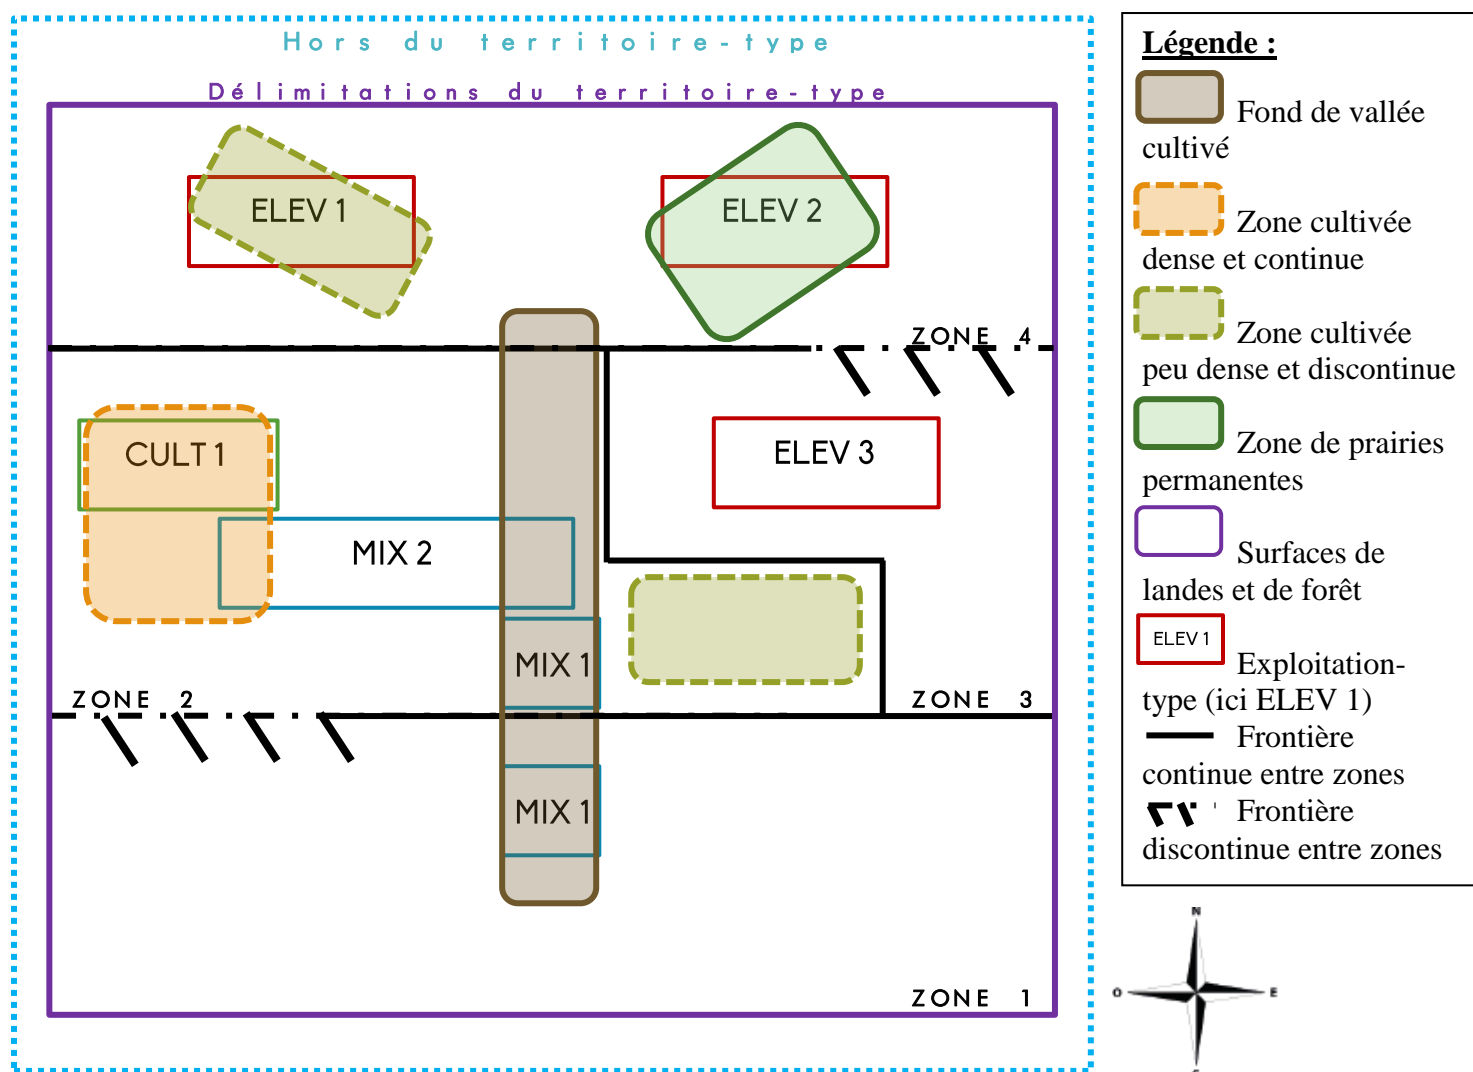 Hors du territoire-type
Délimitations du territoire-type
ELEV 1
ELEV 2
ZONE 4
CULT 1
ELEV 3
MIX 2
MIX 1
ZONE 2
ZONE 3
MIX 1
ZONE 1
Légende :
Fond de vallée
cultivé
Zone cultivée
dense et continue
Zone cultivée
peu dense et discontinue
Zone de prairies
permanentes
Surfaces de
landes et de forêt
ELEV 1
Exploitation-
type (ici ELEV 1)
Frontière
continue entre zones
Frontière
discontinue entre zones
N
O
E